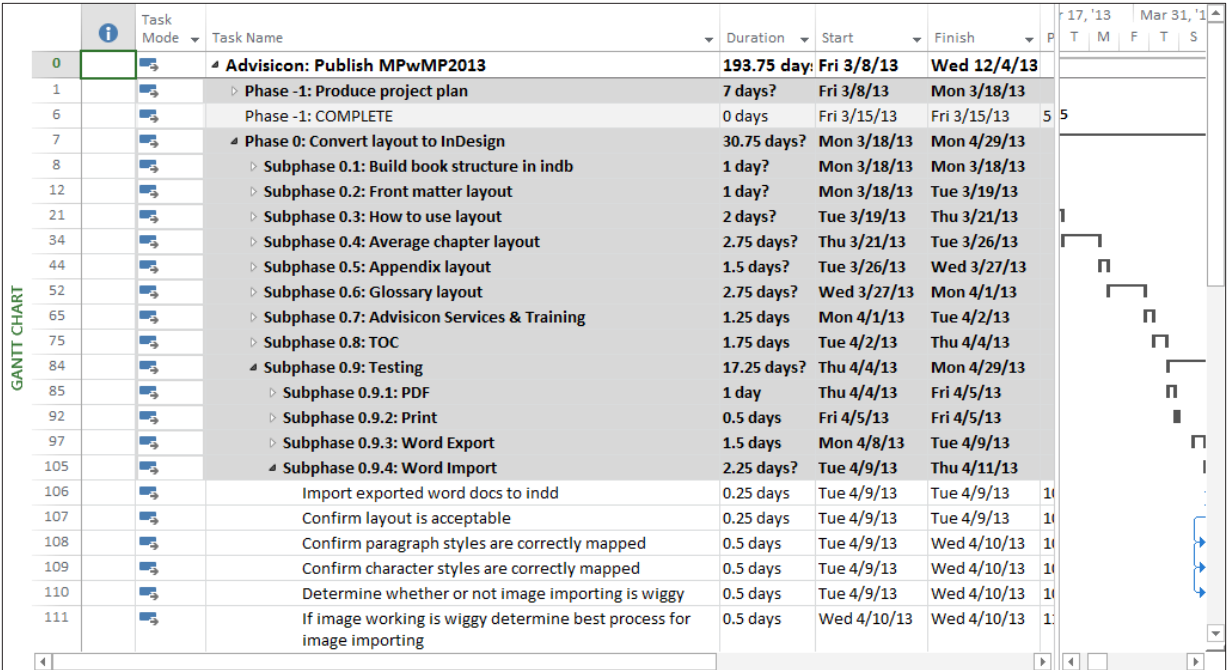 Task Mode Task Name Duration Start Finish P r 17, '13 Mar 31, '1
T M F T S
0 Advisicon: Publish MPwMP2013 193.75 day Fri 3/8/13 Wed 12/4/13
1 Phase -1: Produce project plan 7 days? Fri 3/8/13 Mon 3/18/13
6 Phase -1: COMPLETE 0 days Fri 3/15/13 Fri 3/15/13 5 5
7 Phase 0: Convert layout to InDesign 30.75 days? Mon 3/18/13 Mon 4/29/13
8 Subphase 0.1: Build book structure in indb 1 day? Mon 3/18/13 Mon 3/18/13
12 Subphase 0.2: Front matter layout 1 day? Mon 3/18/13 Tue 3/19/13
21 Subphase 0.3: How to use layout 2 days? Tue 3/19/13 Thu 3/21/13
34 Subphase 0.4: Average chapter layout 2.75 days? Thu 3/21/13 Tue 3/26/13
44 Subphase 0.5: Appendix layout 1.5 days? Tue 3/26/13 Wed 3/27/13
52 Subphase 0.6: Glossary layout 2.75 days? Wed 3/27/13 Mon 4/1/13
65 Subphase 0.7: Advisicon Services & Training 1.25 days Mon 4/1/13 Tue 4/2/13
75 Subphase 0.8: TOC 1.75 days Tue 4/2/13 Thu 4/4/13
84 Subphase 0.9: Testing 17.25 days? Thu 4/4/13 Mon 4/29/13
85 Subphase 0.9.1: PDF 1 day Thu 4/4/13 Fri 4/5/13
92 Subphase 0.9.2: Print 0.5 days Fri 4/5/13 Fri 4/5/13
97 Subphase 0.9.3: Word Export 1.5 days Mon 4/8/13 Tue 4/9/13
105 Subphase 0.9.4: Word Import 2.25 days? Tue 4/9/13 Thu 4/11/13
106 Import exported word docs to indd 0.25 days Tue 4/9/13 Tue 4/9/13 10
107 Confirm layout is acceptable 0.25 days Tue 4/9/13 Tue 4/9/13 10
108 Confirm paragraph styles are correctly mapped 0.5 days Tue 4/9/13 Wed 4/10/13 10
109 Confirm character styles are correctly mapped 0.5 days Tue 4/9/13 Wed 4/10/13 10
110 Determine whether or not image importing is wiggy 0.5 days Tue 4/9/13 Wed 4/10/13 10
111 If image working is wiggy determine best process for 0.5 days Wed 4/10/13 Wed 4/10/13 11
image importing
GANTT CHART